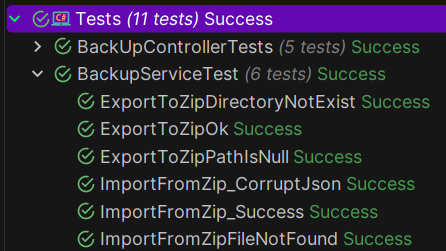 C# Tests (11 tests) Success
BackUpControllerTests (5 tests) Success
BackupServiceTest (6 tests) Success
ExportToZipDirectoryNotExist Success
ExportToZipOk Success
ExportToZipPathIsNull Success
ImportFromZip_CorruptJson Success
ImportFromZip_Success Success
ImportFromZipFileNotFound Success